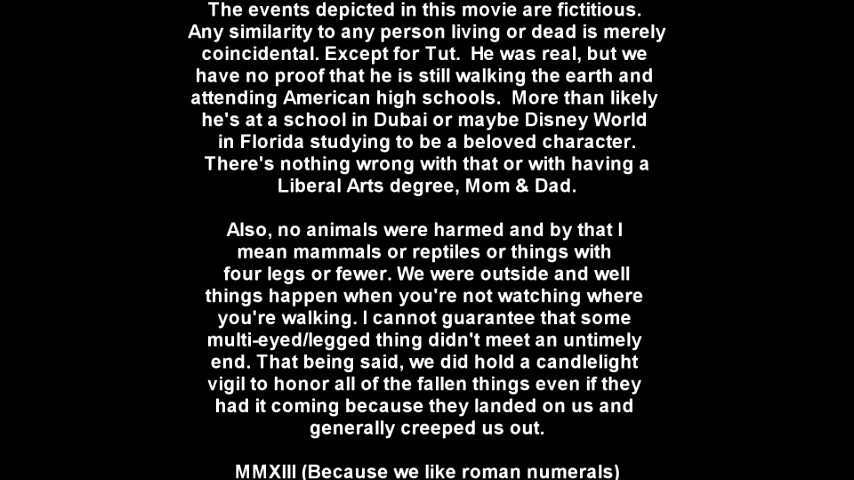 The events depicted in this movie are fictitious.
Any similarity to any person living or dead is merely
coincidental. Except for Tut.  He was real, but we
have no proof that he is still walking the earth and
attending American high schools.  More than likely
he's at a school in Dubai or maybe Disney World
in Florida studying to be a beloved character.
There's nothing wrong with that or with having a
Liberal Arts degree, Mom & Dad.

Also, no animals were harmed and by that I
mean mammals or reptiles or things with
four legs or fewer. We were outside and well
things happen when you're not watching where
you're walking. I cannot guarantee that some
multi-eyed/legged thing didn't meet an untimely
end. That being said, we did hold a candlelight
vigil to honor all of the fallen things even if they
had it coming because they landed on us and
generally creeped us out.

MMXIII (Because we like roman numerals)